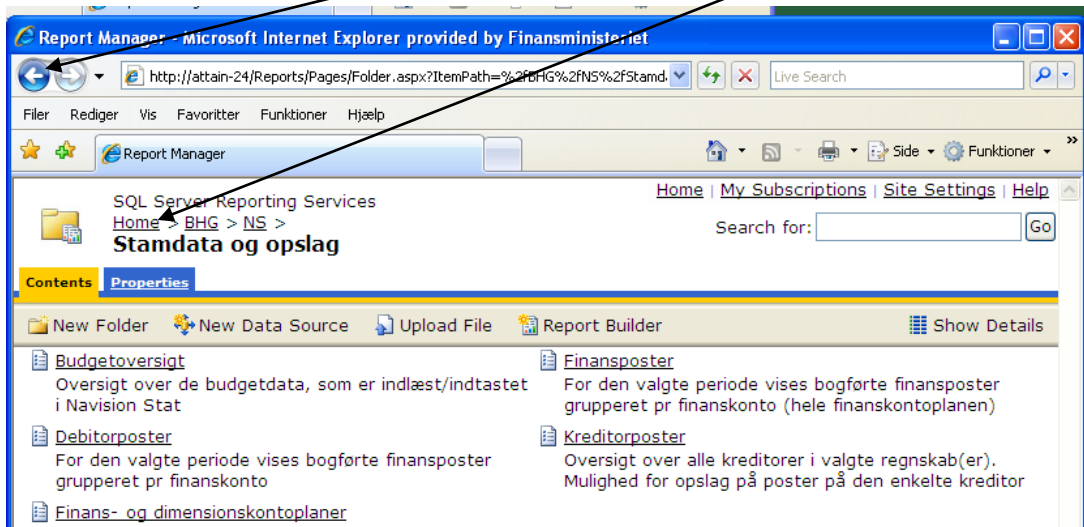 Report Manager - Microsoft Internet Explorer provided by Finansministeriet
http://attain-24/Reports/Pages/Folder.aspx?ItemPath=%2fBHG%2fNS%2fStamd.
Live Search
Filer Rediger Vis Favoritter Funktioner Hjælp
Report Manager
Side Funktioner »
SQL Server Reporting Services
Home | My Subscriptions | Site Settings | Help
Home > BHG > NS >
Search for: Go
Stamdata og opslag
Contents Properties
New Folder New Data Source Upload File Report Builder Show Details
Budgetoversigt
Oversigt over de budgetdata, som er indlæst/indtastet
i Navision Stat
Finansposter
For den valgte periode vises bogførte finansposter
grupperet pr finanskonto (hele finanskontoplanen)
Debitorposter
For den valgte periode vises bogførte finansposter
grupperet pr finanskonto
Kreditorposter
Oversigt over alle kreditorer i valgte regnskab(er).
Mulighed for opslag på poster på den enkelte kreditor
Finans- og dimensionskontoplaner